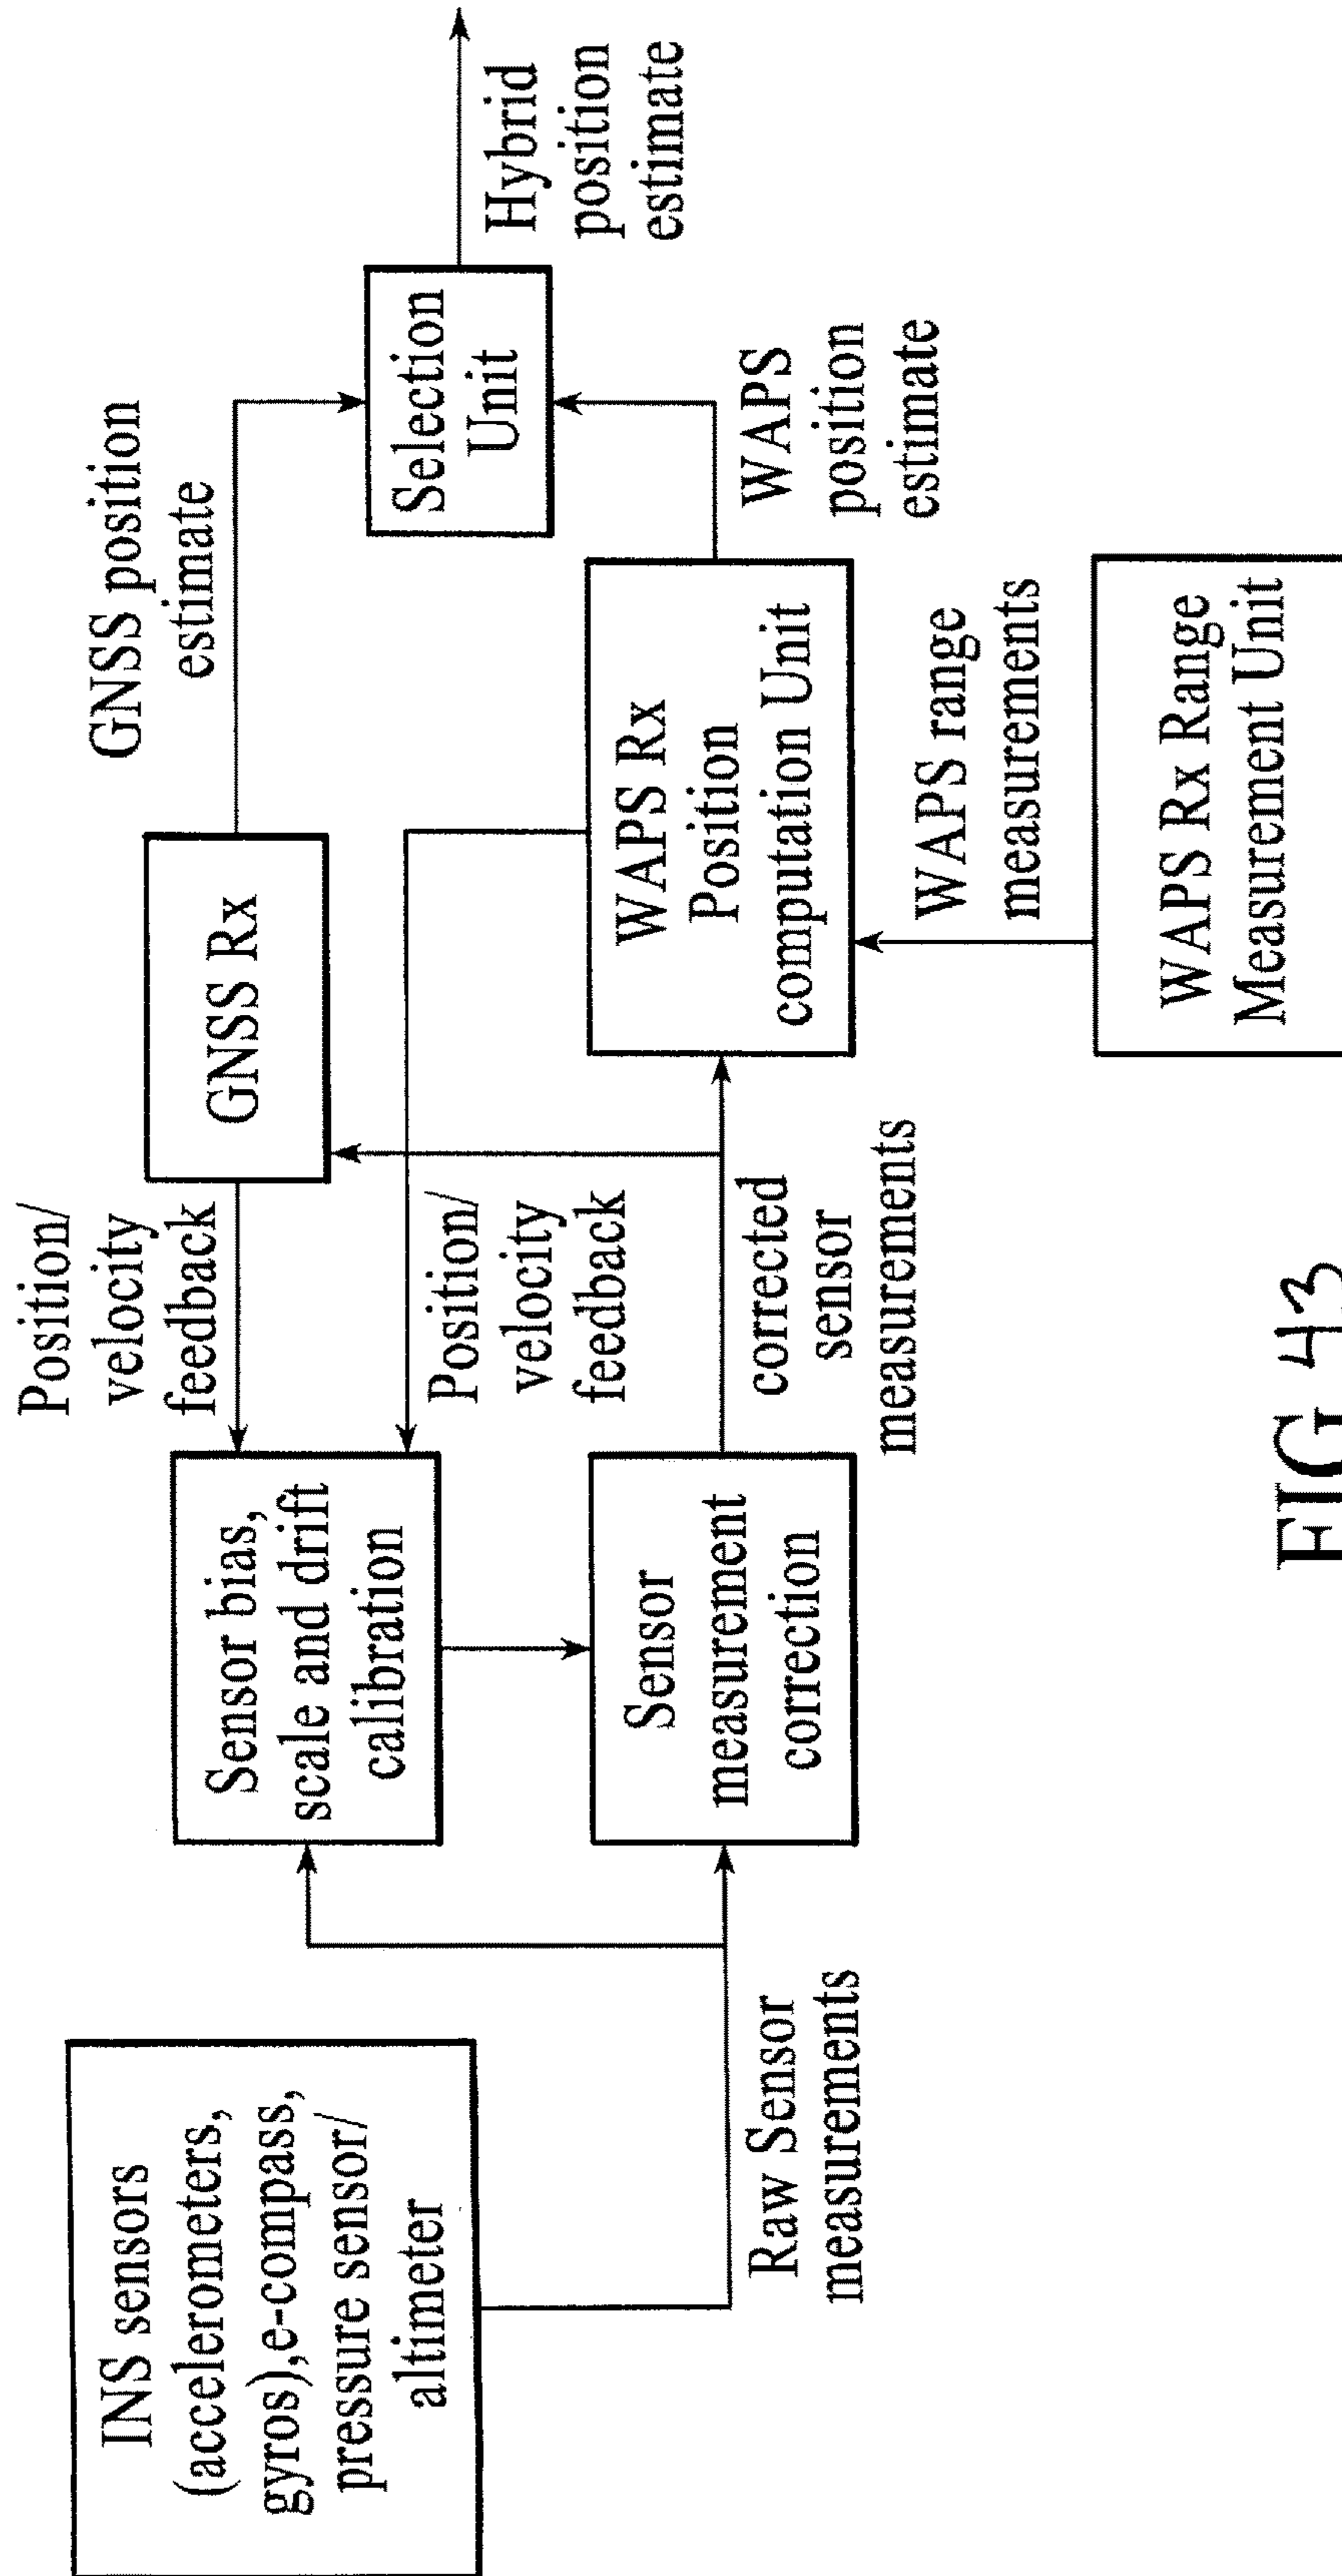 INS sensors
(accelerometers,
gyros),e-compass,
pressure sensor/
altimeter
Raw Sensor
measurements
Sensor bias,
scale and drift
calibration
Sensor
measurement
correction
Position/
velocity
feedback
Position/
velocity
feedback
corrected
sensor
measurements
GNSS Rx
WAPS Rx
Position
computation Unit
WAPS range
measurements
WAPS Rx Range
Measurement Unit
GNSS position
estimate
WAPS
position
estimate
Selection
Unit
Hybrid
position
estimate
FIG 43